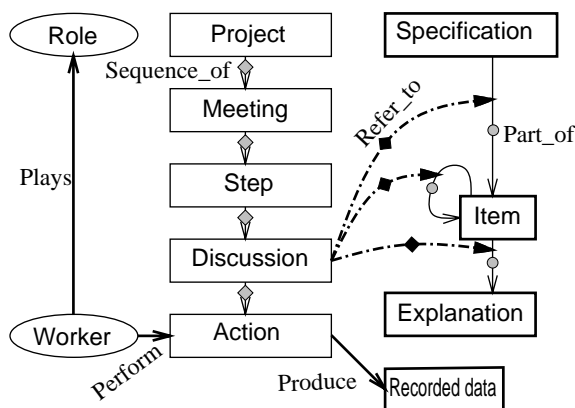 Role
Project
Specification
Sequence_of
Meeting
Refer_to
Part_of
Plays
Step
Item
Discussion
Worker
Action
Explanation
Perform
Produce
Recorded data